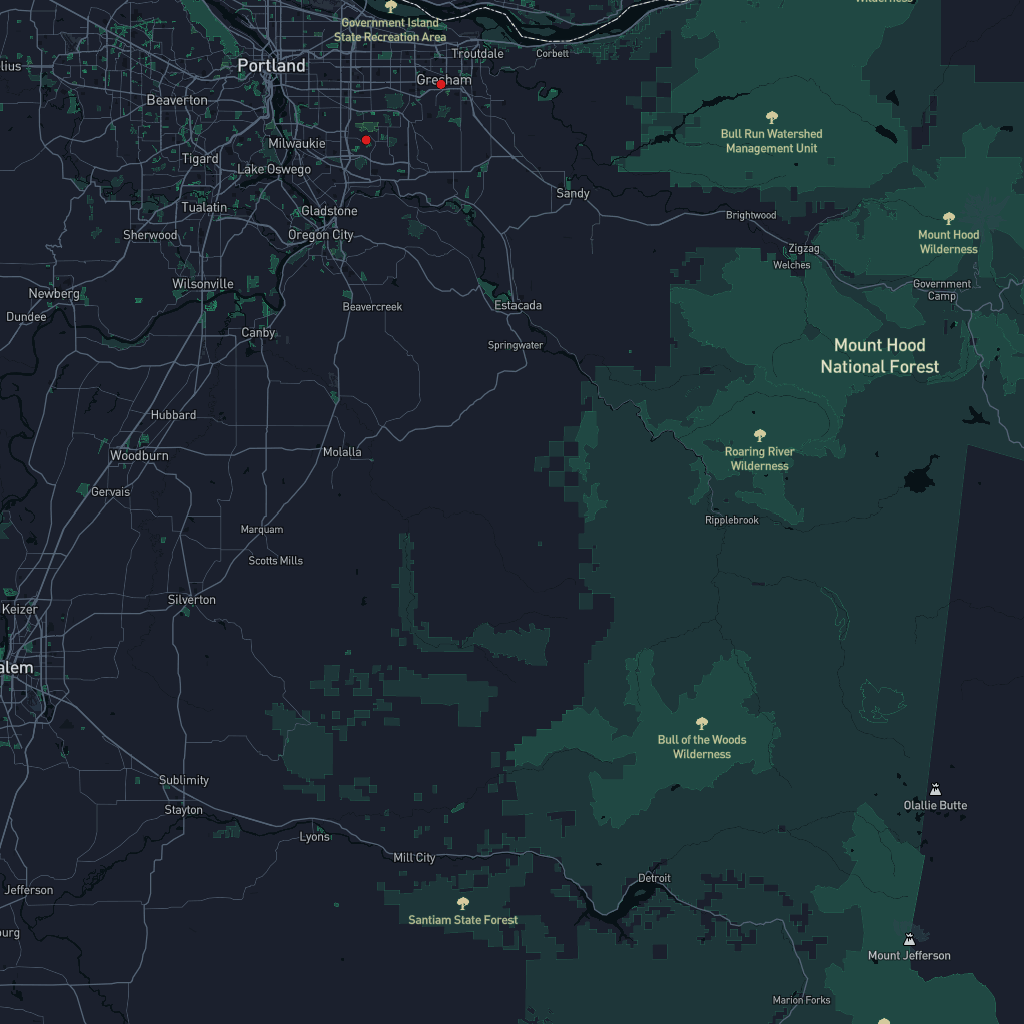 Wilderness
Government Island
State Recreation Area
Troutdale
Corbett
Portland
lius
Gresham
Beaverton
Bull Run Watershed
Management Unit
Milwaukie
Tigard
Lake Oswego
Sandy
Tualatin
Gladstone
Brightwood
Sherwood
Oregon City
Mount Hood
Wilderness
Zigzag
Welches
Wilsonville
Government
Camp
Newberg
Dundee
Beavercreek
Estacada
Canby
Springwater
Mount Hood
National Forest
Hubbard
Woodburn
Molalla
Roaring River
Wilderness
Gervais
Ripplebrook
Marquam
Scotts Mills
Silverton
Keizer
alem
Bull of the Woods
Wilderness
Sublimity
Olallie Butte
Stayton
Lyons
Mill City
Detroit
Jefferson
Santiam State Forest
burg
Mount Jefferson
Marion Forks